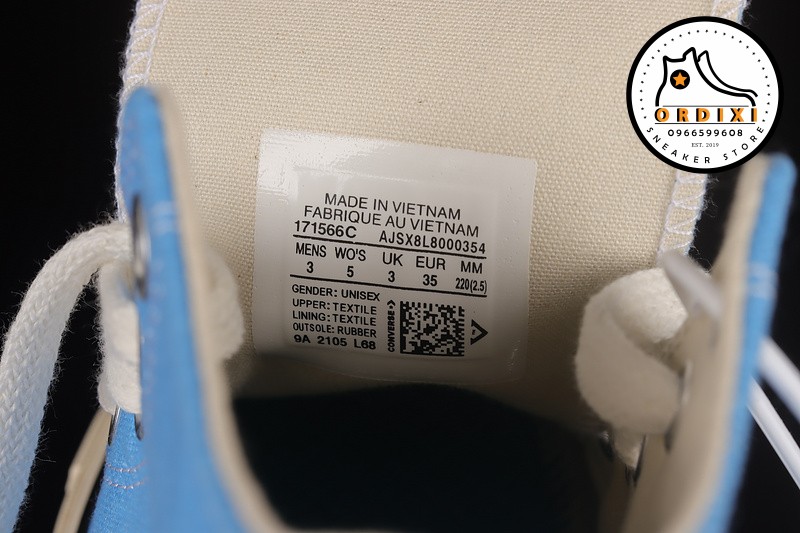 ORDIXI
0966599608
EST. 2019
SNEAKER STORE
MADE IN VIETNAM
FABRIQUE AU VIETNAM
171566C AJSX8L8000354
MENS WO'S UK EUR MM
3 5 3 35 220(2.5)
GENDER: UNISEX
UPPER: TEXTILE
LINING: TEXTILE
OUTSOLE: RUBBER
9A 2105 L68
CONVERSE